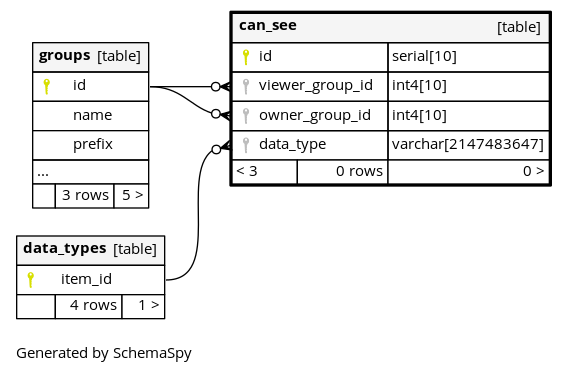 groups [table]
id
name
prefix
...
3 rows 5 >
can_see [table]
id serial[10]
viewer_group_id int4[10]
owner_group_id int4[10]
data_type varchar[2147483647]
< 3 0 rows 0 >
data_types [table]
item_id
4 rows 1 >
Generated by SchemaSpy